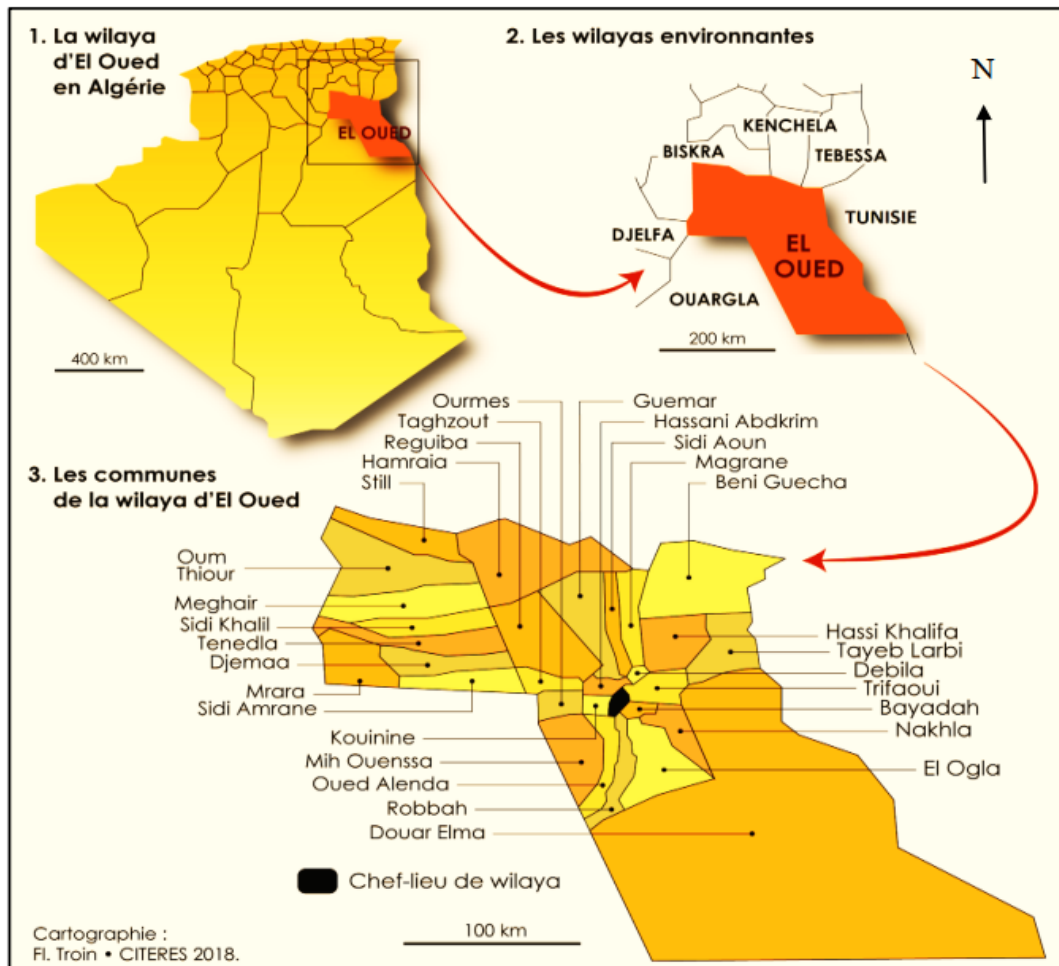 1. La wilaya
d'El Oued
en Algérie
EL OUED
400 km
2. Les wilayas environnantes
N
KENCHELA
BISKRA
TEBESSA
TUNISIE
DJELFA
EL
OUED
OUARGLA
200 km
3. Les communes
de la wilaya d'El Oued
Ourmes
Taghzout
Reguiba
Hamraia
Still
Guemar
Hassani Abdkrim
Sidi Aoun
Magrane
Beni Guecha
Oum
Thiour
Meghair
Sidi Khalil
Tenedla
Djemaa
Mrara
Sidi Amrane
Kouinine
Mih Ouenssa
Oued Alenda
Robbah
Douar Elma
Hassi Khalifa
Tayeb Larbi
Debila
Trifaoui
Bayadah
Nakhla
El Ogla
Chef-lieu de wilaya
100 km
Cartographie :
Fl. Troin • CITERES 2018.